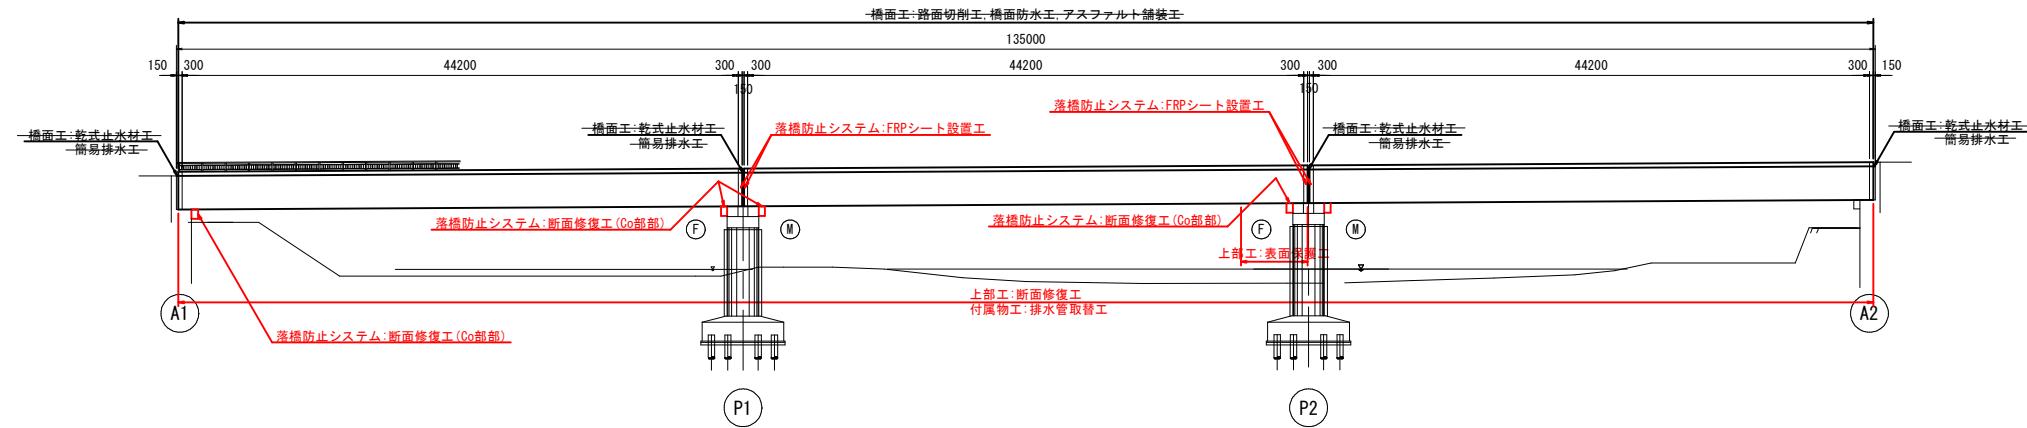 橋面工:路面切削工,橋面防水工,アスファルト舗装工
135000
150 300 44200 300 300 44200 300 300 44200 300 150
150 150
落橋防止システム:FRPシート設置工
橋面工:乾式止水材工
簡易排水工
橋面工:乾式止水材工
簡易排水工
落橋防止システム:FRPシート設置工
橋面工:乾式止水材工
簡易排水工
橋面工:乾式止水材工
簡易排水工
落橋防止システム:断面修復工(Co部部)
F M
落橋防止システム:断面修復工(Co部部)
F M
上部工:表面保護工
上部工:断面修復工
付属物工:排水管取替工
A1 A2
落橋防止システム:断面修復工(Co部部)
P1 P2